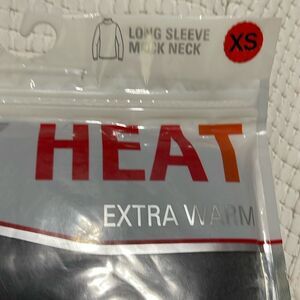 LONG SLEEVE
MOCK NECK
XS
HEAT
EXTRA WARM